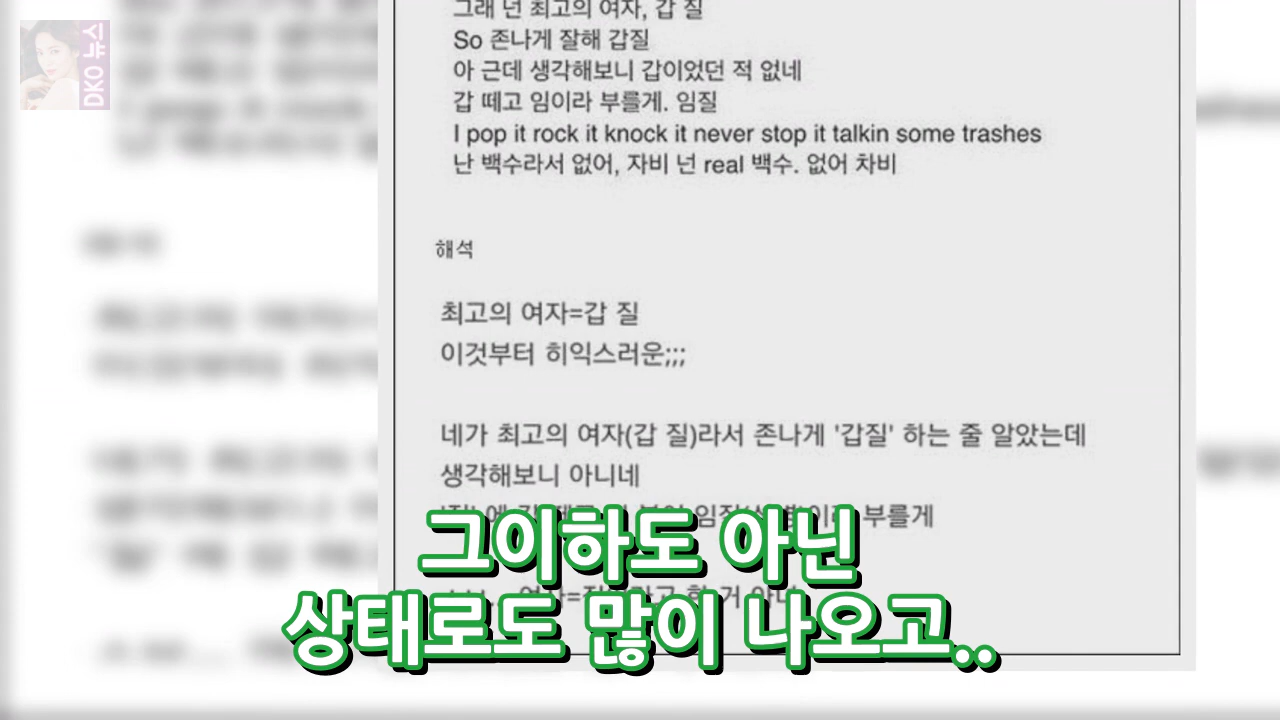 DKO 뉴스
그래 넌 최고의 여자, 갑 질
So 존나게 잘해 갑질
아 근데 생각해보니 갑이었던 적 없네
갑 떼고 임이라 부를게. 임질
I pop it rock it knock it never stop it talkin some trashes
난 백수라서 없어, 자비 넌 real 백수. 없어 차비
해석
최고의 여자=갑 질
이것부터 히익스러운;;;
네가 최고의 여자(갑 질)라서 존나게 '갑질' 하는 줄 알았는데
생각해보니 아니네
부를게
그이하도 아닌
상태로도 많이 나오고..